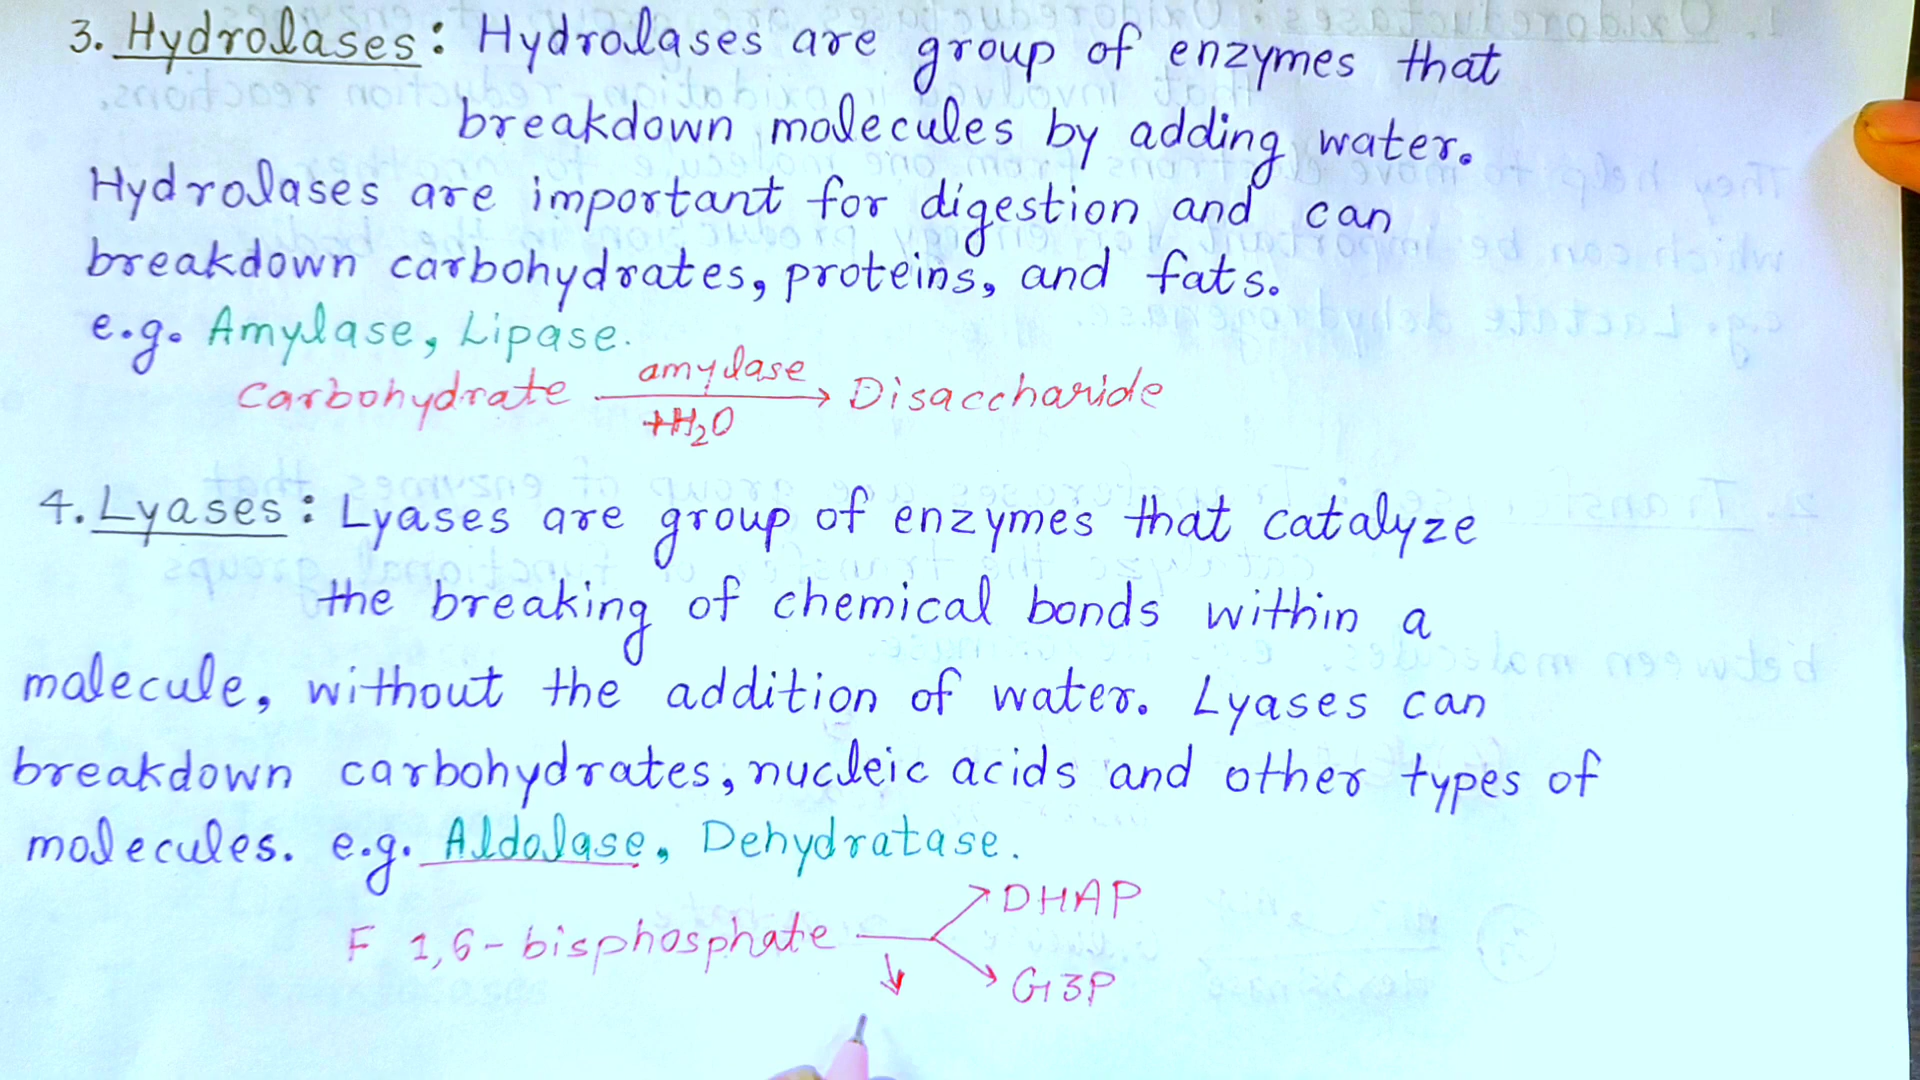 3. Hydrolases: Hydrolases are group of enzymes that
breakdown molecules by adding water.
Hydrolases are important for digestion and can
breakdown carbohydrates, proteins, and fats.
e.g. Amylase, Lipase.
Carbohydrate amylase → Disaccharide
+H₂O
4. Lyases: Lyases are group of enzymes that catalyze
the breaking of chemical bonds within a
molecule, without the addition of water. Lyases can
breakdown carbohydrates, nucleic acids and other types of
molecules. e.g. Aldolase, Dehydratase.
DHAP
F 1,6-bisphosphate
G3P